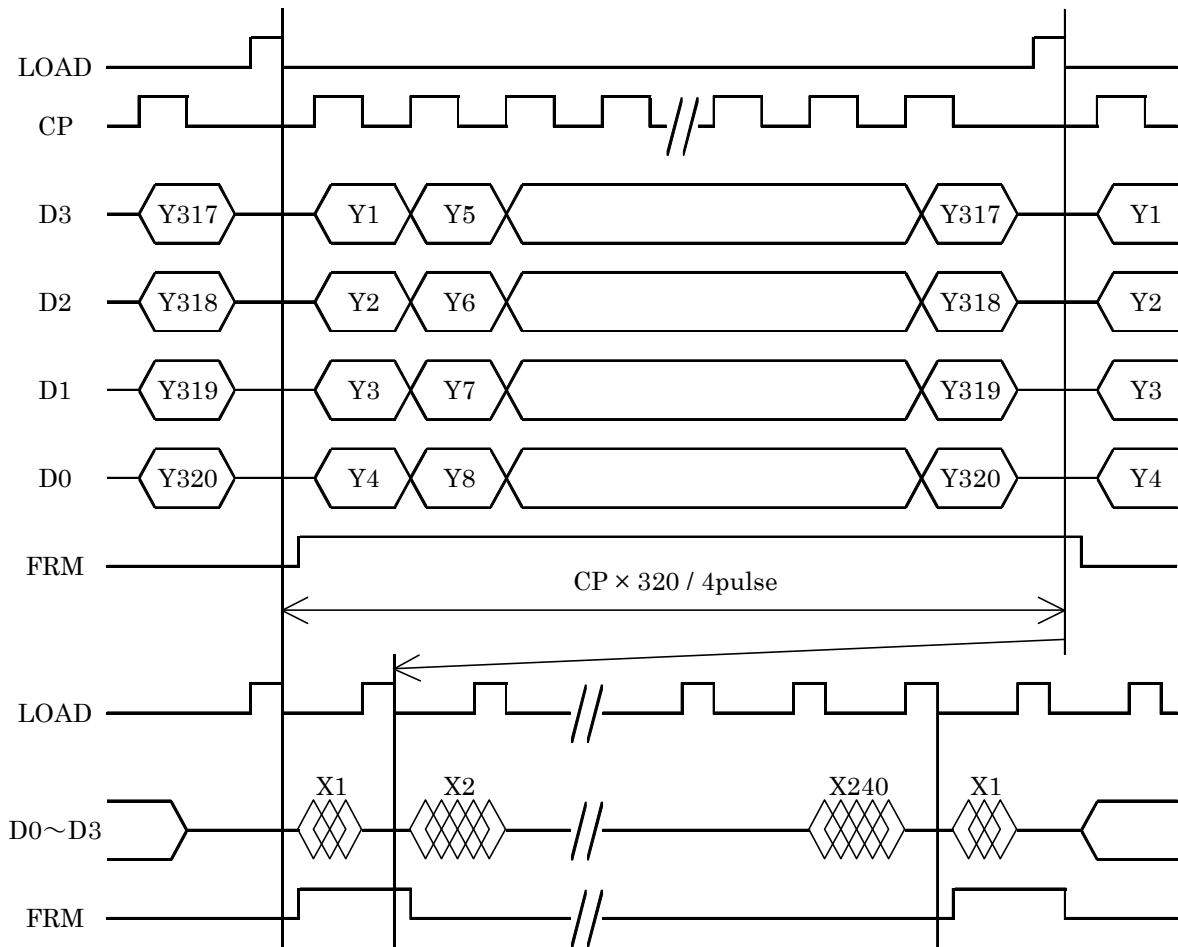 LOAD
CP
D3 Y317 Y1 Y5 Y317 Y1
D2 Y318 Y2 Y6 Y318 Y2
D1 Y319 Y3 Y7 Y319 Y3
D0 Y320 Y4 Y8 Y320 Y4
FRM
CP × 320 / 4pulse
LOAD
X1 X2 X240 X1
D0～D3
FRM